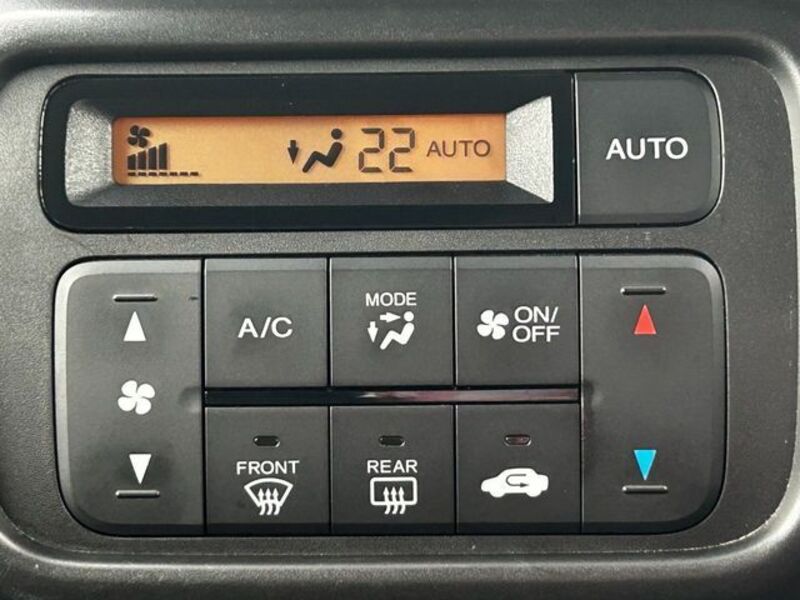 22 AUTO
AUTO
A/C
MODE
ON/
OFF
FRONT
REAR